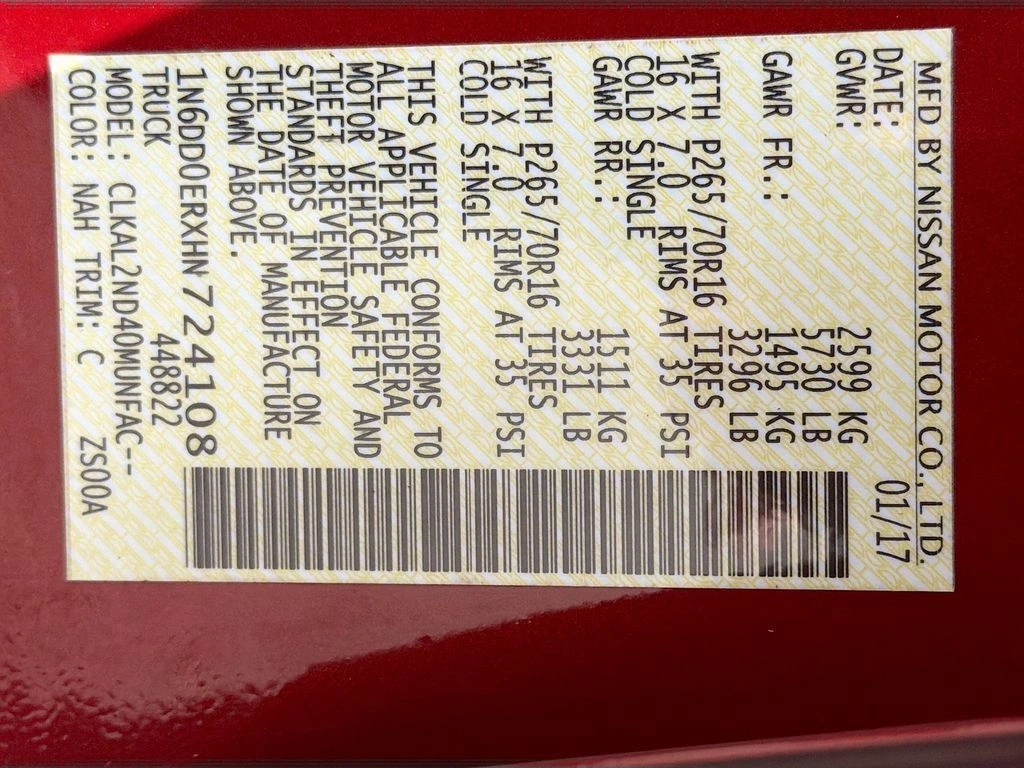 MFD BY NISSAN MOTOR CO., LTD.
DATE: 01/17
GVWR: 2599 KG
5730 LB
GAWR FR.: 1495 KG
3296 LB
WITH P265/70R16 TIRES
16 X 7.0 RIMS AT 35 PSI
COLD SINGLE
GAWR RR.: 1511 KG
3331 LB
WITH P265/70R16 TIRES
16 X 7.0 RIMS AT 35 PSI
COLD SINGLE
THIS VEHICLE CONFORMS TO
ALL APPLICABLE FEDERAL
MOTOR VEHICLE SAFETY AND
THEFT PREVENTION
STANDARDS IN EFFECT ON
THE DATE OF MANUFACTURE
SHOWN ABOVE.
1N6DD0ERXHN724108
TRUCK 448822
MODEL: CLKAL2ND40MUNFAC--
COLOR: NAH TRIM: C ZS00A